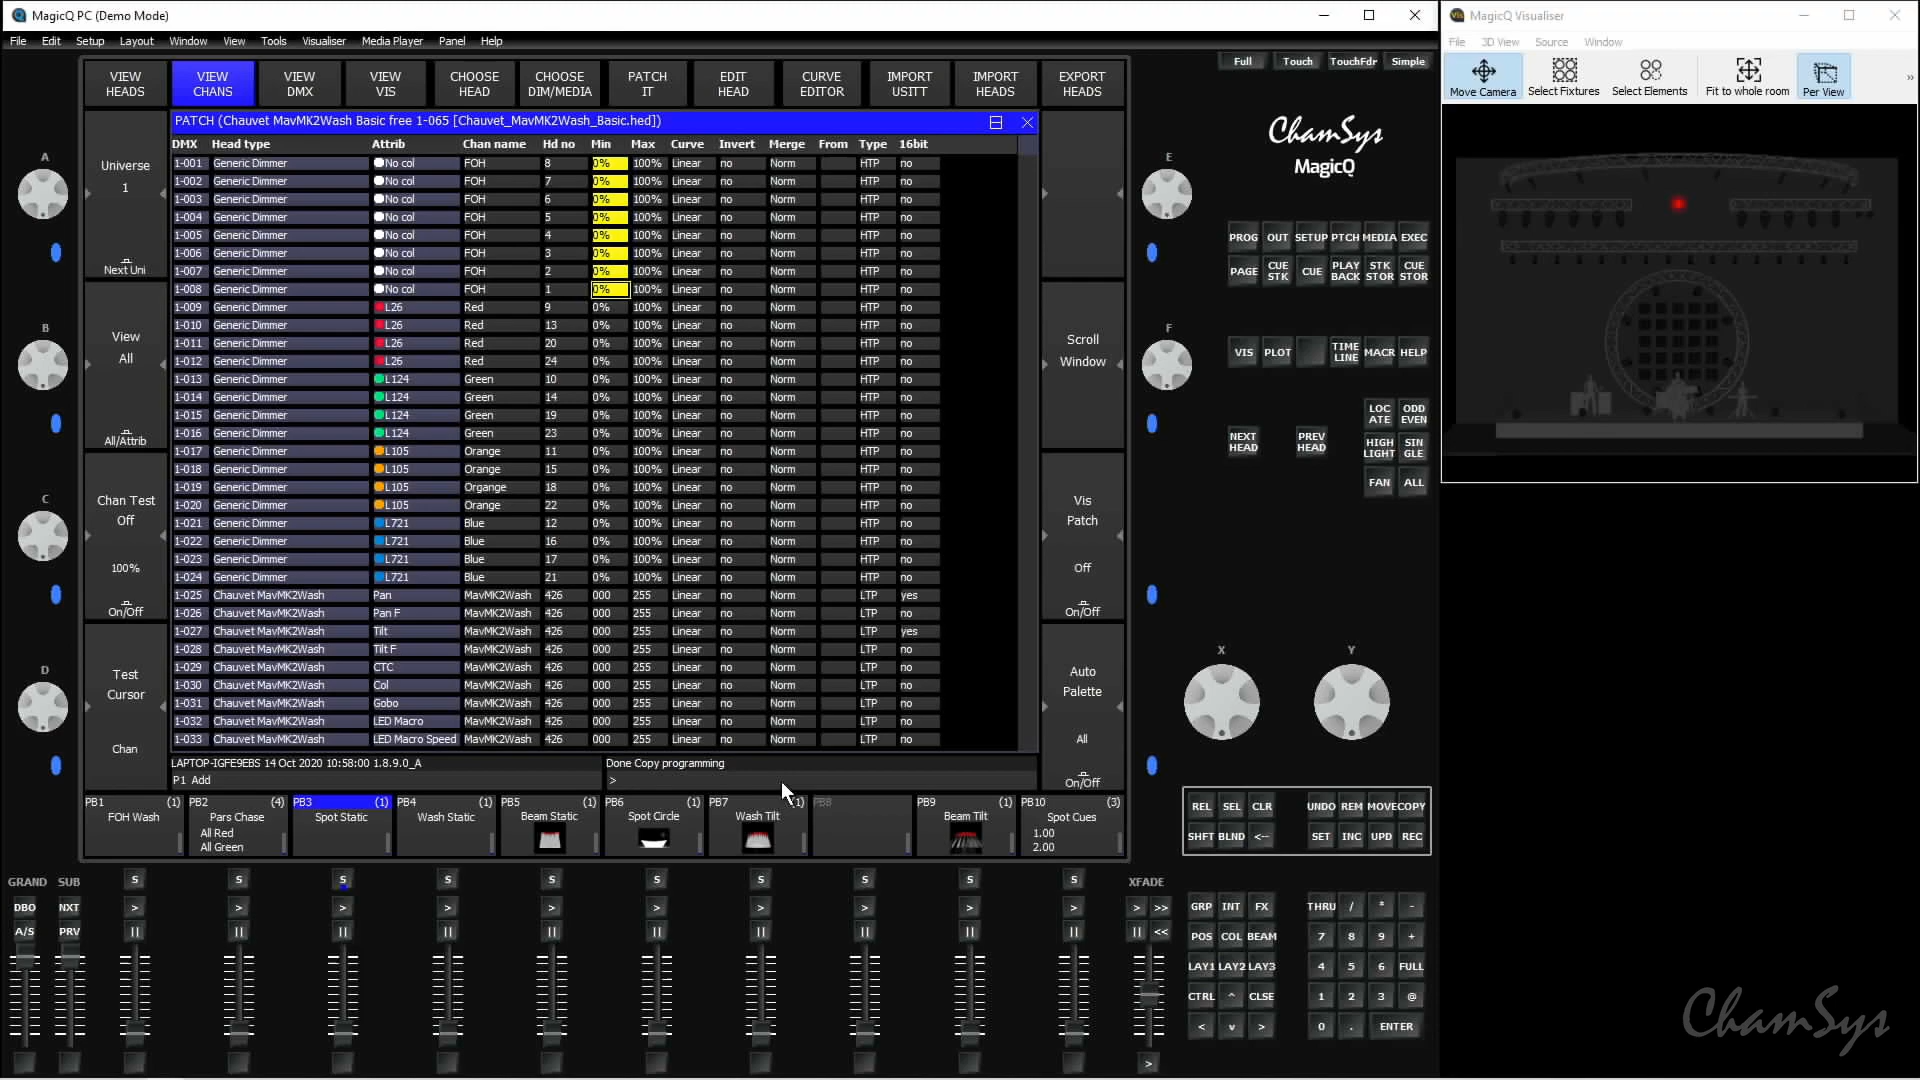 MagicQ PC (Demo Mode)
File Edit Setup Layout Window View Tools Visualiser Media Player Panel Help
VIEW HEADS
VIEW CHANS
VIEW DMX
VIEW VIS
CHOOSE HEAD
CHOOSE DIM/MEDIA
PATCH IT
EDIT HEAD
CURVE EDITOR
IMPORT USITT
IMPORT HEADS
EXPORT HEADS
PATCH (Chauvet MavMK2Wash Basic free 1-065 [Chauvet_MavMK2Wash_Basic.hed])
DMX Head type Attrib Chan name Hd no Min Max Curve Invert Merge From Type 16bit
1-001 Generic Dimmer No col FOH 8 0% 100% Linear no Norm HTP no
1-002 Generic Dimmer No col FOH 7 0% 100% Linear no Norm HTP no
1-003 Generic Dimmer No col FOH 6 0% 100% Linear no Norm HTP no
1-004 Generic Dimmer No col FOH 5 0% 100% Linear no Norm HTP no
1-005 Generic Dimmer No col FOH 4 0% 100% Linear no Norm HTP no
1-006 Generic Dimmer No col FOH 3 0% 100% Linear no Norm HTP no
1-007 Generic Dimmer No col FOH 2 0% 100% Linear no Norm HTP no
1-008 Generic Dimmer No col FOH 1 0% 100% Linear no Norm HTP no
1-009 Generic Dimmer L26 Red 9 0% 100% Linear no Norm HTP no
1-010 Generic Dimmer L26 Red 13 0% 100% Linear no Norm HTP no
1-011 Generic Dimmer L26 Red 20 0% 100% Linear no Norm HTP no
1-012 Generic Dimmer L26 Red 24 0% 100% Linear no Norm HTP no
1-013 Generic Dimmer L124 Green 10 0% 100% Linear no Norm HTP no
1-014 Generic Dimmer L124 Green 14 0% 100% Linear no Norm HTP no
1-015 Generic Dimmer L124 Green 19 0% 100% Linear no Norm HTP no
1-016 Generic Dimmer L124 Green 23 0% 100% Linear no Norm HTP no
1-017 Generic Dimmer L105 Orange 11 0% 100% Linear no Norm HTP no
1-018 Generic Dimmer L105 Orange 15 0% 100% Linear no Norm HTP no
1-019 Generic Dimmer L105 Organge 18 0% 100% Linear no Norm HTP no
1-020 Generic Dimmer L105 Orange 22 0% 100% Linear no Norm HTP no
1-021 Generic Dimmer L721 Blue 12 0% 100% Linear no Norm HTP no
1-022 Generic Dimmer L721 Blue 16 0% 100% Linear no Norm HTP no
1-023 Generic Dimmer L721 Blue 17 0% 100% Linear no Norm HTP no
1-024 Generic Dimmer L721 Blue 21 0% 100% Linear no Norm HTP no
1-025 Chauvet MavMK2Wash Pan MavMK2Wash 426 000 255 Linear no Norm LTP yes
1-026 Chauvet MavMK2Wash Pan F MavMK2Wash 426 000 255 Linear no Norm LTP no
1-027 Chauvet MavMK2Wash Tilt MavMK2Wash 426 000 255 Linear no Norm LTP yes
1-028 Chauvet MavMK2Wash Tilt F MavMK2Wash 426 000 255 Linear no Norm LTP no
1-029 Chauvet MavMK2Wash CTC MavMK2Wash 426 000 255 Linear no Norm LTP no
1-030 Chauvet MavMK2Wash Col MavMK2Wash 426 000 255 Linear no Norm LTP no
1-031 Chauvet MavMK2Wash Gobo MavMK2Wash 426 000 255 Linear no Norm LTP no
1-032 Chauvet MavMK2Wash LED Macro MavMK2Wash 426 000 255 Linear no Norm LTP no
1-033 Chauvet MavMK2Wash LED Macro Speed MavMK2Wash 426 000 255 Linear no Norm LTP no
LAPTOP-IGFE9EBS 14 Oct 2020 10:58:00 1.8.9.0_A
Done Copy programming
P1 Add
>
A
B
C
D
Universe
1
Next Uni
View
All
All/Attrib
Chan Test
Off
100%
On/Off
Test
Cursor
Chan
Scroll
Window
Vis
Patch
Off
On/Off
Auto
Palette
All
On/Off
PB1 (1) PB2 (4) PB3 (1) PB4 (1) PB5 (1) PB6 (1) PB7 (1) PB8 PB9 (1) PB10 (3)
FOH Wash Pars Chase Spot Static Wash Static Beam Static Spot Circle Wash Tilt Beam Tilt Spot Cues
All Red 1.00
All Green 2.00
GRAND SUB S S S S S S S S S S XFADE
DBO NXT > > > > > > > > > > > >>
A/S PRV || || || || || || || || || || || <<
>
Full Touch TouchFdr Simple
ChamSys
MagicQ
E
F
PROG OUT SETUP PTCH MEDIA EXEC
PAGE CUE STK CUE PLAY BACK STK STOR CUE STOR
VIS PLOT TIME LINE MACR HELP
LOC ATE ODD EVEN
NEXT HEAD PREV HEAD HIGH LIGHT SIN GLE
FAN ALL
X Y
REL SEL CLR UNDO REM MOVE COPY
SHFT BLND <-- SET INC UPD REC
GRP INT FX THRU / * -
POS COL BEAM 7 8 9 +
LAY1 LAY2 LAY3 4 5 6 FULL
CTRL ^ CLSE 1 2 3 @
< v > 0 . ENTER
MagicQ Visualiser
File 3D View Source Window
Move Camera Select Fixtures Select Elements Fit to whole room Per View »
ChamSys